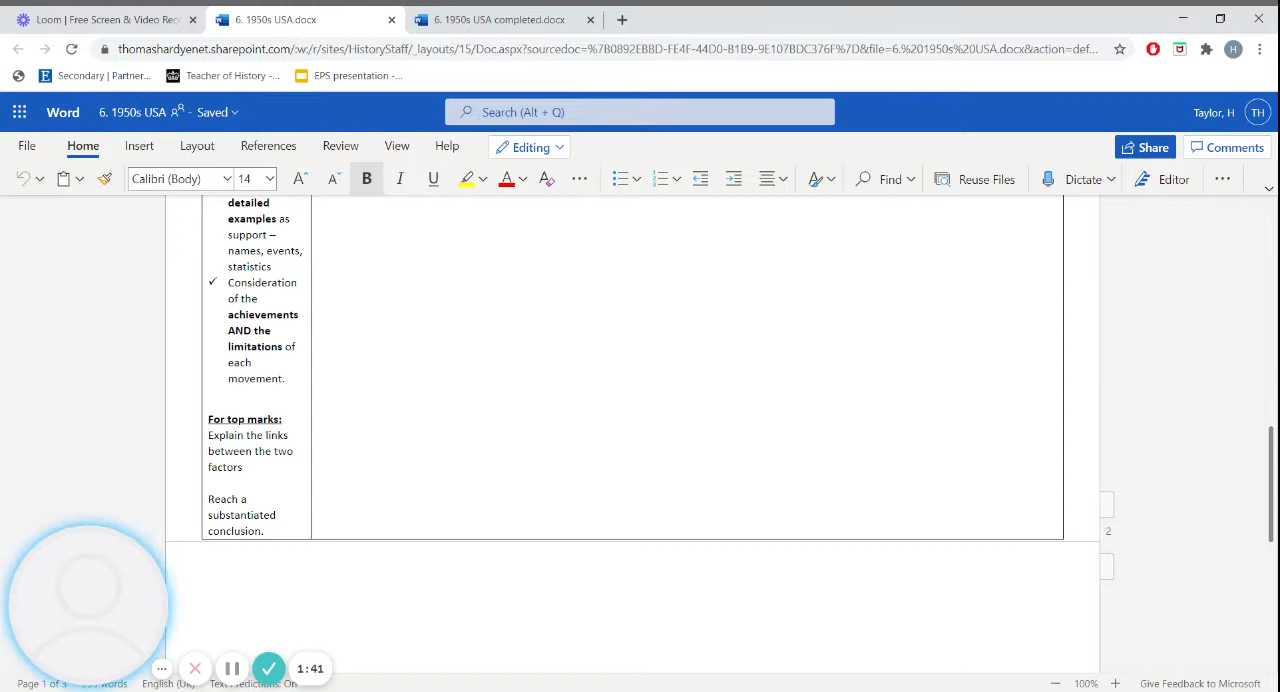 Loom | Free Screen & Video Rec
6. 1950s USA.docx
6. 1950s USA completed.docx
thomashardyenet.sharepoint.com/:w:/r/sites/HistoryStaff/_layouts/15/Doc.aspx?sourcedoc=%7B0892EBBD-FE4F-44D0-B1B9-9E107BDC376F%7D&file=6.%201950s%20USA.docx&action=def...
H
Secondary | Partner...
Teacher of History -...
EPS presentation -...
Word
6. 1950s USA - Saved
Search (Alt + Q)
Taylor, H
TH
File
Home
Insert
Layout
References
Review
View
Help
Editing
Share
Comments
Calibri (Body)
14
B I U
Find
Reuse Files
Dictate
Editor
detailed
examples as
support –
names, events,
statistics
✓ Consideration
of the
achievements
AND the
limitations of
each
movement.
For top marks:
Explain the links
between the two
factors
Reach a
substantiated
conclusion.
2
1:41
Page 1 of 3
words
English (UK)
Text Predictions: On
100%
Give Feedback to Microsoft